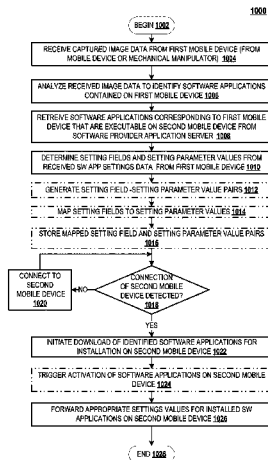 1000
BEGIN 1002
RECEIVE CAPTURED IMAGE DATA FROM FIRST MOBILE DEVICE (FROM
MOBILE DEVICE OR MECHANICAL MANIPULATOR) 1004
ANALYZE RECEIVED IMAGE DATA TO IDENTIFY SOFTWARE APPLICATIONS
CONTAINED ON FIRST MOBILE DEVICE 1006
RETREIVE SOFTWARE APPLICATIONS CORRESPONDING TO FIRST MOBILE
DEVICE THAT ARE EXECUTABLE ON SECOND MOBILE DEVICE FROM
SOFTWARE PROVIDER APPLICATION SERVER 1008
DETERMINE SETTING FIELDS AND SETTING PARAMETER VALUES FROM
RECEIVED SW APP SETTINGS DATA, FROM FIRST MOBILE DEVICE 1010
GENERATE SETTING FIELD -SETTING PARAMETER VALUE PAIRS 1012
MAP SETTING FIELDS TO SETTING PARAMETER VALUES 1014
STORE MAPPED SETTING FIELD AND SETTING PARAMETER VALUE PAIRS
1016
CONNECTION
OF SECOND MOBILE
DEVICE DETECTED?
1018
NO
CONNECT TO
SECOND
MOBILE DEVICE
1020
YES
INITIATE DOWNLOAD OF IDENTIFIED SOFTWARE APPLICATIONS FOR
INSTALLATION ON SECOND MOBILE DEVICE 1022
TRIGGER ACTIVATION OF SOFTWARE APPLICATIONS ON SECOND MOBILE
DEVICE 1024
FORWARD APPROPRIATE SETTINGS VALUES FOR INSTALLED SW
APPLICATIONS ON SECOND MOBILE DEVICE 1026
END 1028